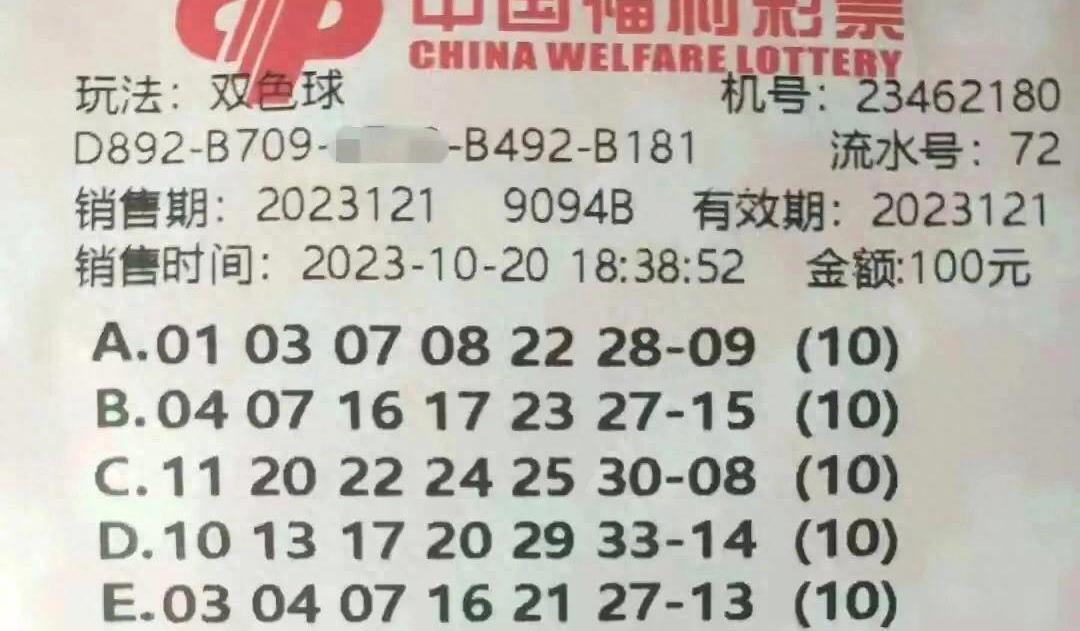 中国福利彩票
CHINA WELFARE LOTTERY
玩法：双色球 机号：23462180
D892-B709- -B492-B181 流水号：72
销售期：2023121 9094B 有效期：2023121
销售时间：2023-10-20 18:38:52 金额:100元
A.01 03 07 08 22 28-09 (10)
B.04 07 16 17 23 27-15 (10)
C.11 20 22 24 25 30-08 (10)
D.10 13 17 20 29 33-14 (10)
E.03 04 07 16 21 27-13 (10)